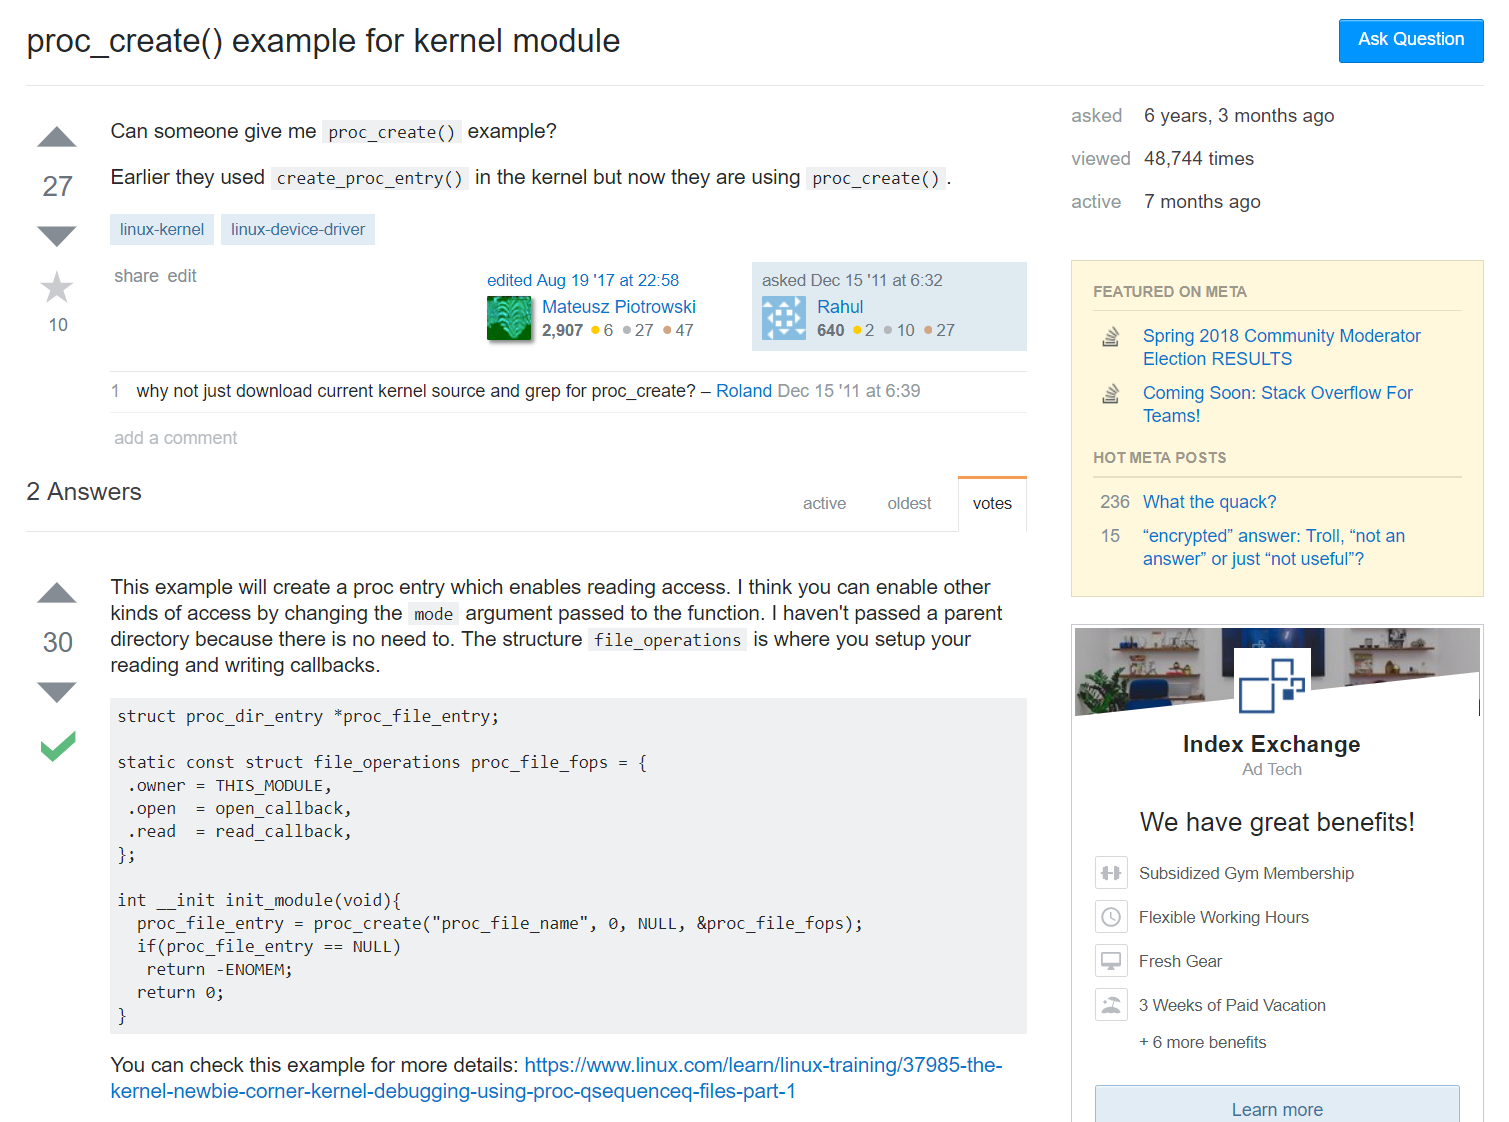 proc_create() example for kernel module
Ask Question
27
10
Can someone give me proc_create() example?
Earlier they used create_proc_entry() in the kernel but now they are using proc_create().
linux-kernel linux-device-driver
share edit
edited Aug 19 '17 at 22:58
Mateusz Piotrowski
2,907 ●6 ●27 ●47
asked Dec 15 '11 at 6:32
Rahul
640 ●2 ●10 ●27
1 why not just download current kernel source and grep for proc_create? – Roland Dec 15 '11 at 6:39
add a comment
2 Answers
active oldest votes
30
This example will create a proc entry which enables reading access. I think you can enable other
kinds of access by changing the mode argument passed to the function. I haven't passed a parent
directory because there is no need to. The structure file_operations is where you setup your
reading and writing callbacks.
struct proc_dir_entry *proc_file_entry;
static const struct file_operations proc_file_fops = {
.owner = THIS_MODULE,
.open  = open_callback,
.read  = read_callback,
};
int __init init_module(void){
proc_file_entry = proc_create("proc_file_name", 0, NULL, &proc_file_fops);
if(proc_file_entry == NULL)
return -ENOMEM;
return 0;
}
You can check this example for more details: https://www.linux.com/learn/linux-training/37985-the-
kernel-newbie-corner-kernel-debugging-using-proc-qsequenceq-files-part-1
asked 6 years, 3 months ago
viewed 48,744 times
active 7 months ago
FEATURED ON META
Spring 2018 Community Moderator
Election RESULTS
Coming Soon: Stack Overflow For
Teams!
HOT META POSTS
236 What the quack?
15 “encrypted” answer: Troll, “not an
answer” or just “not useful”?
Index Exchange
Ad Tech
We have great benefits!
Subsidized Gym Membership
Flexible Working Hours
Fresh Gear
3 Weeks of Paid Vacation
+ 6 more benefits
Learn more